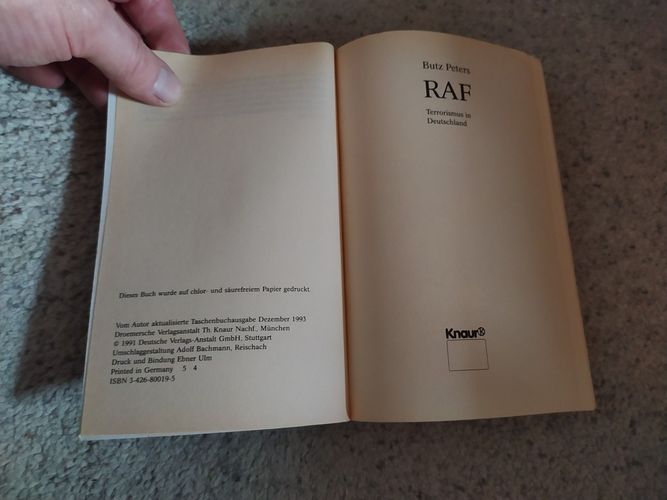 Dieses Buch wurde auf chlor- und säurefreiem Papier gedruckt.
Vom Autor aktualisierte Taschenbuchausgabe Dezember 1993
Droemersche Verlagsanstalt Th. Knaur Nachf., München
© 1991 Deutsche Verlags-Anstalt GmbH, Stuttgart
Umschlaggestaltung Adolf Bachmann, Reischach
Druck und Bindung Ebner Ulm
Printed in Germany 5 4
ISBN 3-426-80019-5
Butz Peters
RAF
Terrorismus in
Deutschland
Knaur®